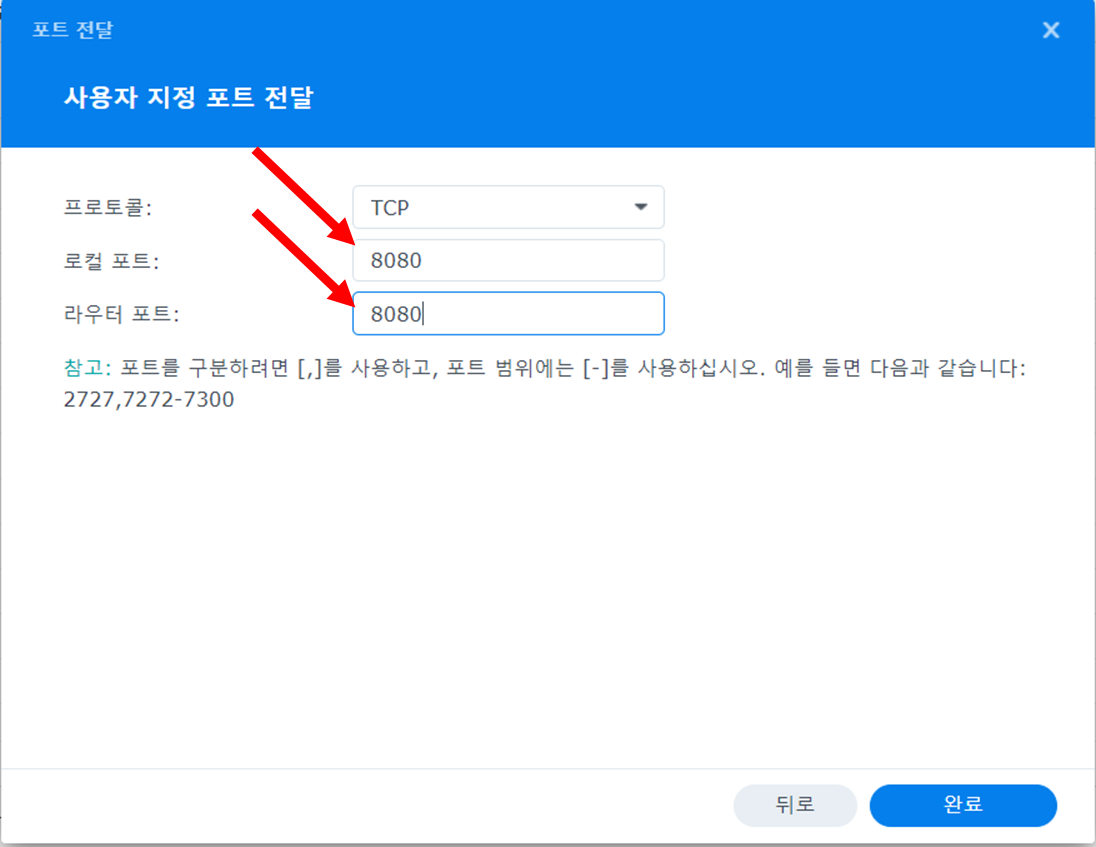 포트 전달
사용자 지정 포트 전달
프로토콜: TCP
로컬 포트: 8080
라우터 포트: 8080
참고: 포트를 구분하려면 [,]를 사용하고, 포트 범위에는 [-]를 사용하십시오. 예를 들면 다음과 같습니다:
2727,7272-7300
뒤로 완료